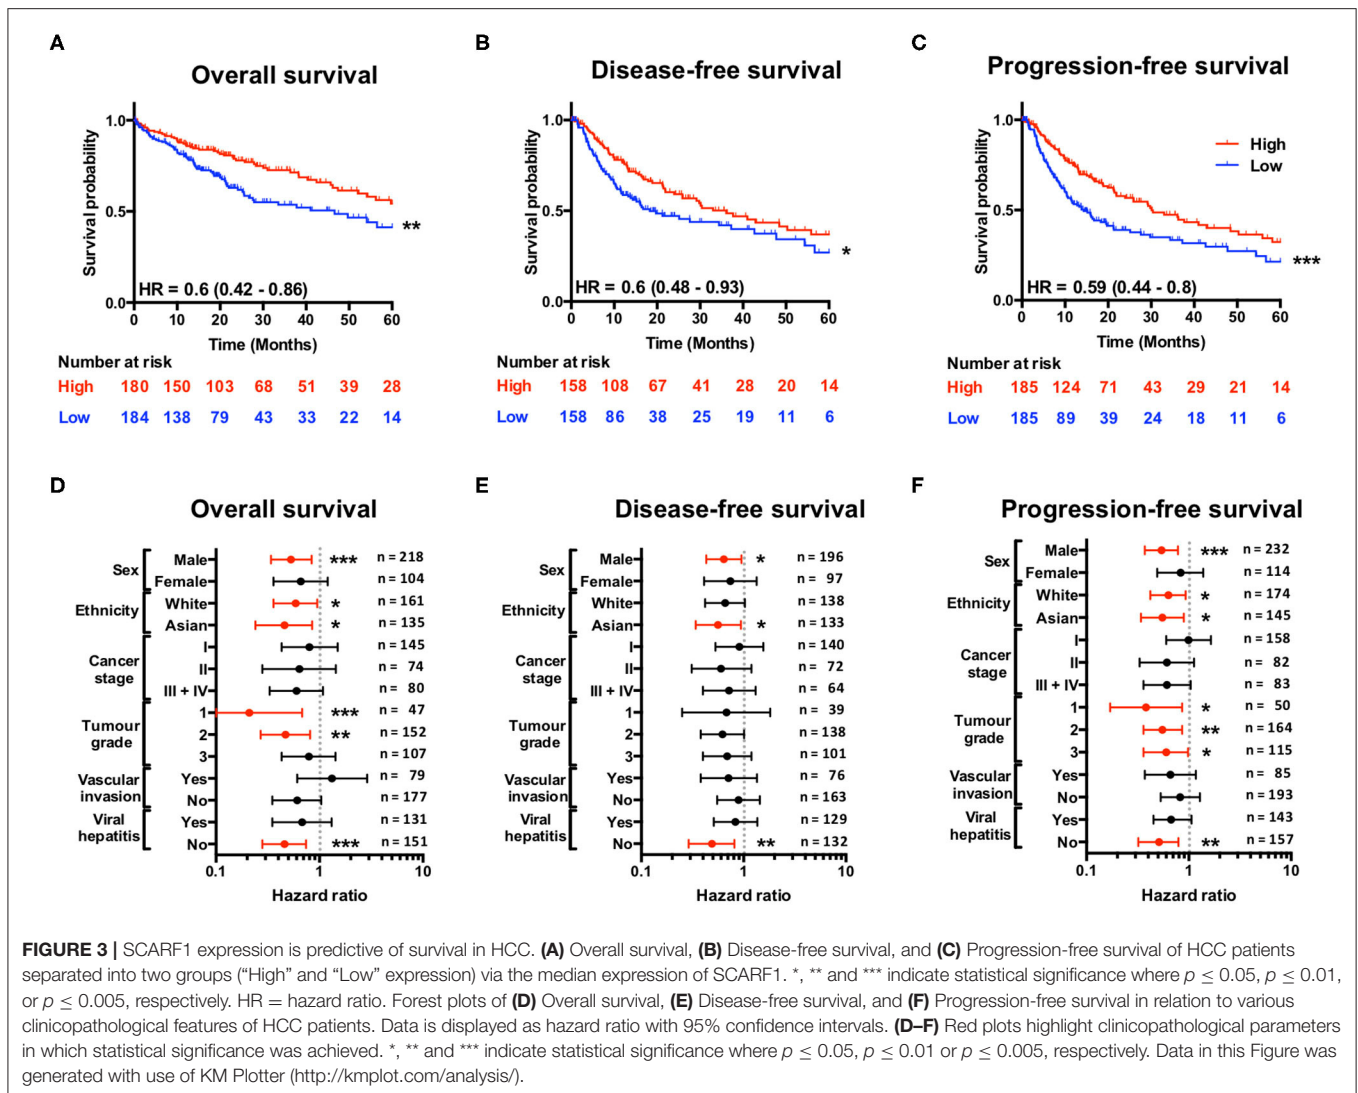 A
Overall survival
Survival probability
1.0
0.5
0.0
HR = 0.6 (0.42 - 0.86)
**
0 10 20 30 40 50 60
Time (Months)
Number at risk
High 180 150 103 68 51 39 28
Low 184 138 79 43 33 22 14
B
Disease-free survival
Survival probability
1.0
0.5
0.0
HR = 0.6 (0.48 - 0.93)
*
0 10 20 30 40 50 60
Time (Months)
Number at risk
High 158 108 67 41 28 20 14
Low 158 86 38 25 19 11 6
C
Progression-free survival
Survival probability
1.0
0.5
0.0
High
Low
HR = 0.59 (0.44 - 0.8)
***
0 10 20 30 40 50 60
Time (Months)
Number at risk
High 185 124 71 43 29 21 14
Low 185 89 39 24 18 11 6
D
Overall survival
Sex
Male *** n = 218
Female n = 104
Ethnicity
White * n = 161
Asian * n = 135
Cancer stage
I n = 145
II n = 74
III + IV n = 80
Tumour grade
1 *** n = 47
2 ** n = 152
3 n = 107
Vascular invasion
Yes n = 79
No n = 177
Viral hepatitis
Yes n = 131
No *** n = 151
0.1 1 10
Hazard ratio
E
Disease-free survival
Sex
Male * n = 196
Female n = 97
Ethnicity
White n = 138
Asian * n = 133
Cancer stage
I n = 140
II n = 72
III + IV n = 64
Tumour grade
1 n = 39
2 n = 138
3 n = 101
Vascular invasion
Yes n = 76
No n = 163
Viral hepatitis
Yes n = 129
No ** n = 132
0.1 1 10
Hazard ratio
F
Progression-free survival
Sex
Male *** n = 232
Female n = 114
Ethnicity
White * n = 174
Asian * n = 145
Cancer stage
I n = 158
II n = 82
III + IV n = 83
Tumour grade
1 * n = 50
2 ** n = 164
3 * n = 115
Vascular invasion
Yes n = 85
No n = 193
Viral hepatitis
Yes n = 143
No ** n = 157
0.1 1 10
Hazard ratio
FIGURE 3 | SCARF1 expression is predictive of survival in HCC. (A) Overall survival, (B) Disease-free survival, and (C) Progression-free survival of HCC patients
separated into two groups (“High” and “Low” expression) via the median expression of SCARF1. *, ** and *** indicate statistical significance where p ≤ 0.05, p ≤ 0.01,
or p ≤ 0.005, respectively. HR = hazard ratio. Forest plots of (D) Overall survival, (E) Disease-free survival, and (F) Progression-free survival in relation to various
clinicopathological features of HCC patients. Data is displayed as hazard ratio with 95% confidence intervals. (D–F) Red plots highlight clinicopathological parameters
in which statistical significance was achieved. *, ** and *** indicate statistical significance where p ≤ 0.05, p ≤ 0.01 or p ≤ 0.005, respectively. Data in this Figure was
generated with use of KM Plotter (http://kmplot.com/analysis/).